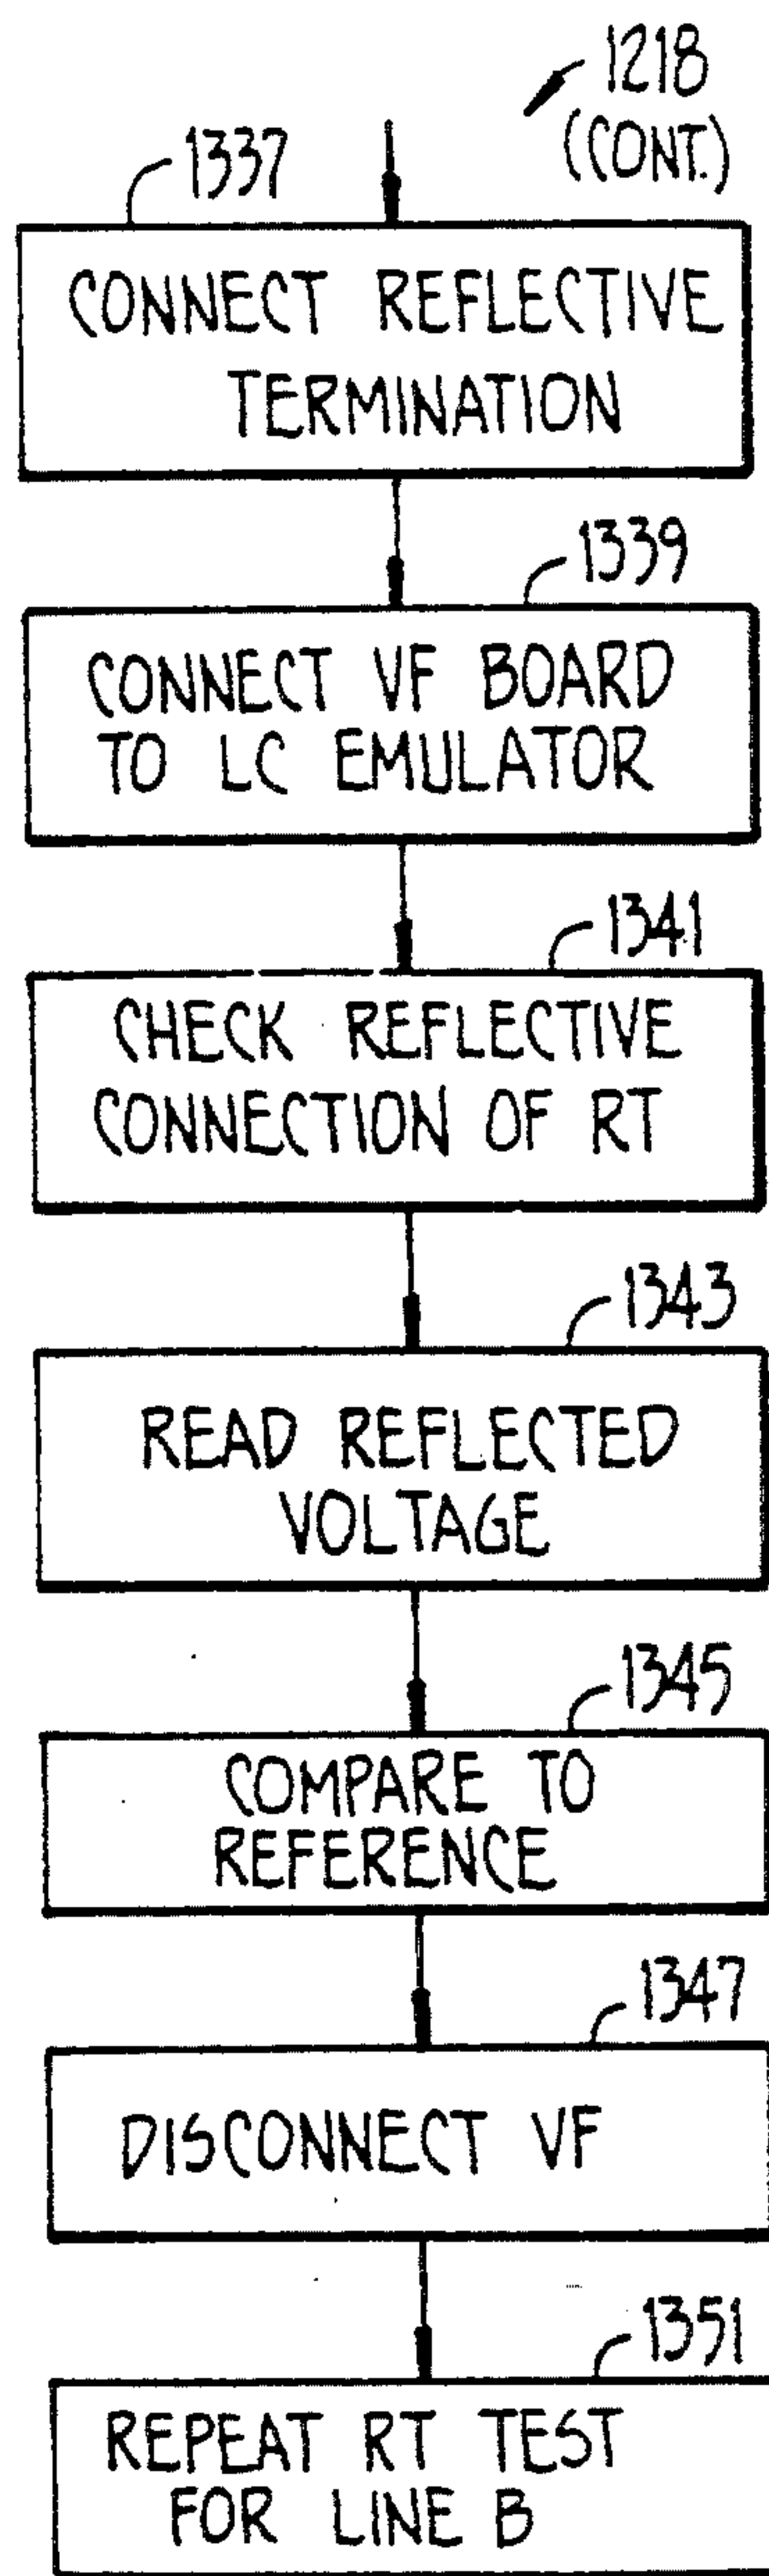 1218
(CONT.)
1337
CONNECT REFLECTIVE
TERMINATION
1339
CONNECT VF BOARD
TO LC EMULATOR
1341
CHECK REFLECTIVE
CONNECTION OF RT
1343
READ REFLECTED
VOLTAGE
1345
COMPARE TO
REFERENCE
1347
DISCONNECT VF
1351
REPEAT RT TEST
FOR LINE B